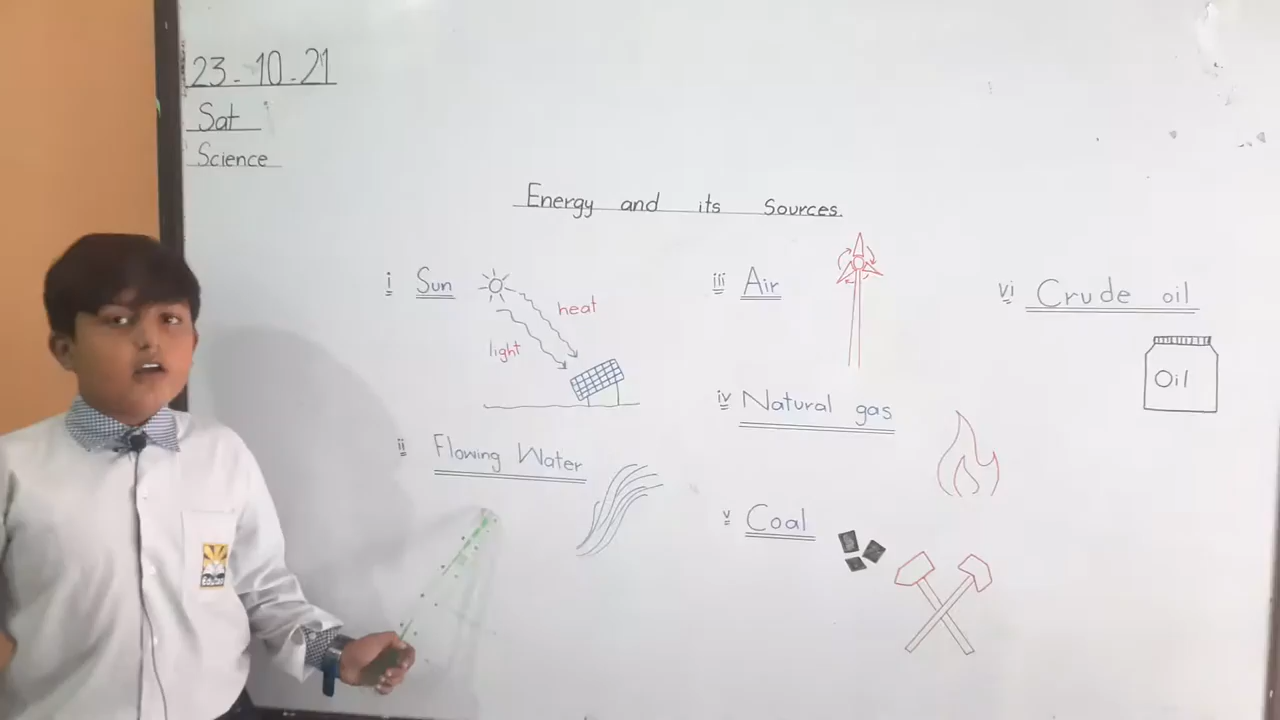 23-10-21
Sat
Science
Energy and its Sources.
i Sun
heat
light
ii Flowing Water
iii Air
iv Natural gas
v Coal
vi Crude oil
Oil